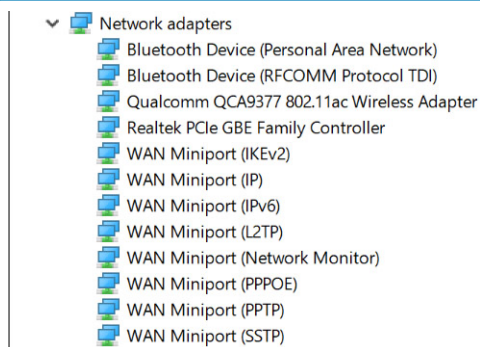 Network adapters
Bluetooth Device (Personal Area Network)
Bluetooth Device (RFCOMM Protocol TDI)
Qualcomm QCA9377 802.11ac Wireless Adapter
Realtek PCIe GBE Family Controller
WAN Miniport (IKEv2)
WAN Miniport (IP)
WAN Miniport (IPv6)
WAN Miniport (L2TP)
WAN Miniport (Network Monitor)
WAN Miniport (PPPOE)
WAN Miniport (PPTP)
WAN Miniport (SSTP)